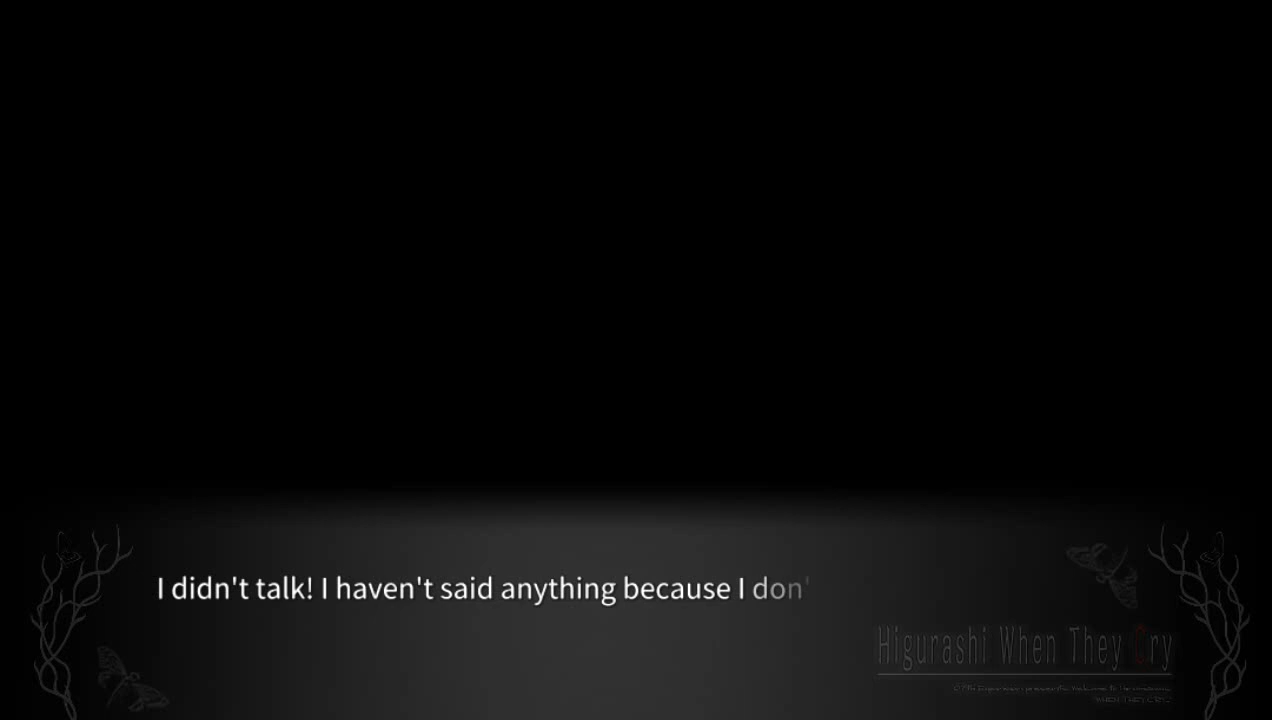 I didn't talk! I haven't said anything because I don'
Higurashi When They Cry